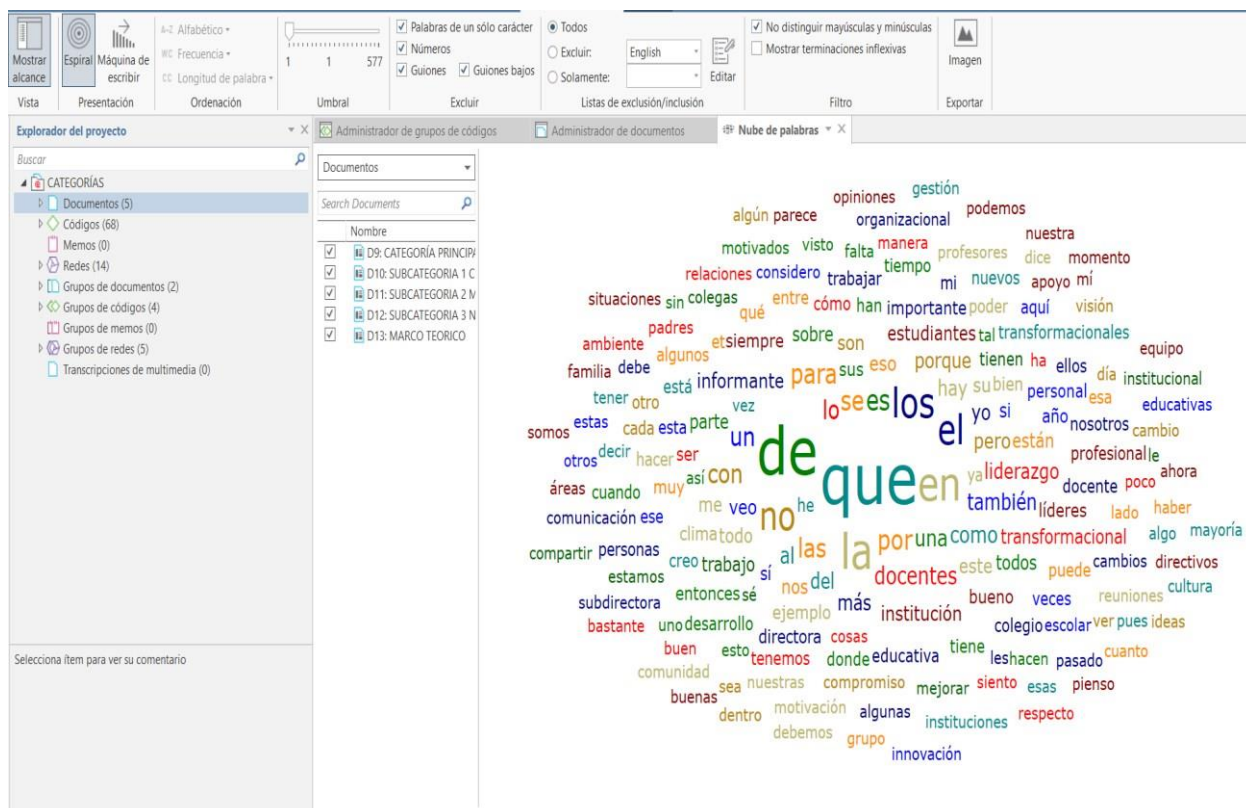 Mostrar alcance
Espiral
Máquina de escribir
A-Z Alfabético
WC Frecuencia
CC Longitud de palabra
1 1 577
Palabras de un sólo carácter
Números
Guiones Guiones bajos
Todos
Excluir: English
Solamente:
Editar
No distinguir mayúsculas y minúsculas
Mostrar terminaciones inflexivas
Imagen
Vista Presentación Ordenación Umbral Excluir Listas de exclusión/inclusión Filtro Exportar
Explorador del proyecto
Buscar
CATEGORÍAS
Documentos (5)
Códigos (68)
Memos (0)
Redes (14)
Grupos de documentos (2)
Grupos de códigos (4)
Grupos de memos (0)
Grupos de redes (5)
Transcripciones de multimedia (0)
Selecciona ítem para ver su comentario
Administrador de grupos de códigos Administrador de documentos Nube de palabras
Documentos
Search Documents
Nombre
D9: CATEGORÍA PRINCIPA
D10: SUBCATEGORIA 1 C
D11: SUBCATEGORIA 2 M
D12: SUBCATEGORIA 3 N
D13: MARCO TEORICO
opiniones gestión
algún parece organizacional podemos
nuestra
motivados visto falta manera profesores dice momento
relaciones considero trabajar tiempo mi nuevos apoyo mí
situaciones sin colegas qué entre cómo han importante poder aquí visión
ambiente padres algunos et siempre sobre son estudiantes tal transformacionales
equipo
familia debe está informante para sus eso porque tienen ha ellos día institucional
tener otro vez lo se es los hay su bien personal esa educativas
somos estas cada esta parte un de el yo si año nosotros cambio
otros decir hacer ser que en pero están profesional le
áreas cuando muy así con no ya liderazgo docente poco ahora
comunicación ese me veo he también líderes lado haber
compartir personas clima todo al las la por una como transformacional algo mayoría
estamos creo trabajo sí nos del docentes este todos puede cambios directivos
subdirectora entonces sé ejemplo más institución bueno veces reuniones cultura
bastante uno desarrollo directora cosas colegio escolar ver pues ideas
buen esto tenemos donde educativa tiene les hacen pasado cuanto
comunidad
buenas sea nuestras compromiso mejorar siento esas pienso
dentro motivación algunas instituciones respecto
debemos grupo
innovación